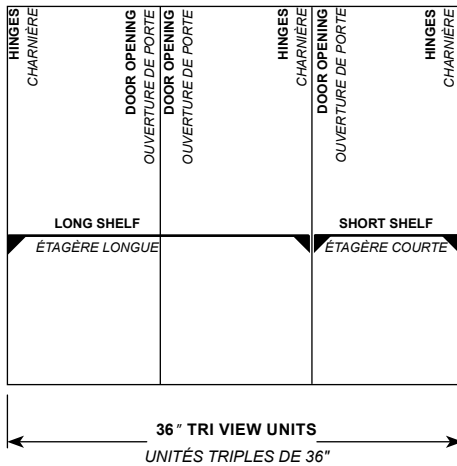 HINGES
CHARNIÈRE
DOOR OPENING
OUVERTURE DE PORTE
DOOR OPENING
OUVERTURE DE PORTE
HINGES
CHARNIÈRE
DOOR OPENING
OUVERTURE DE PORTE
HINGES
CHARNIÈRE
LONG SHELF
ÉTAGÈRE LONGUE
SHORT SHELF
ÉTAGÈRE COURTE
36″ TRI VIEW UNITS
UNITÉS TRIPLES DE 36"